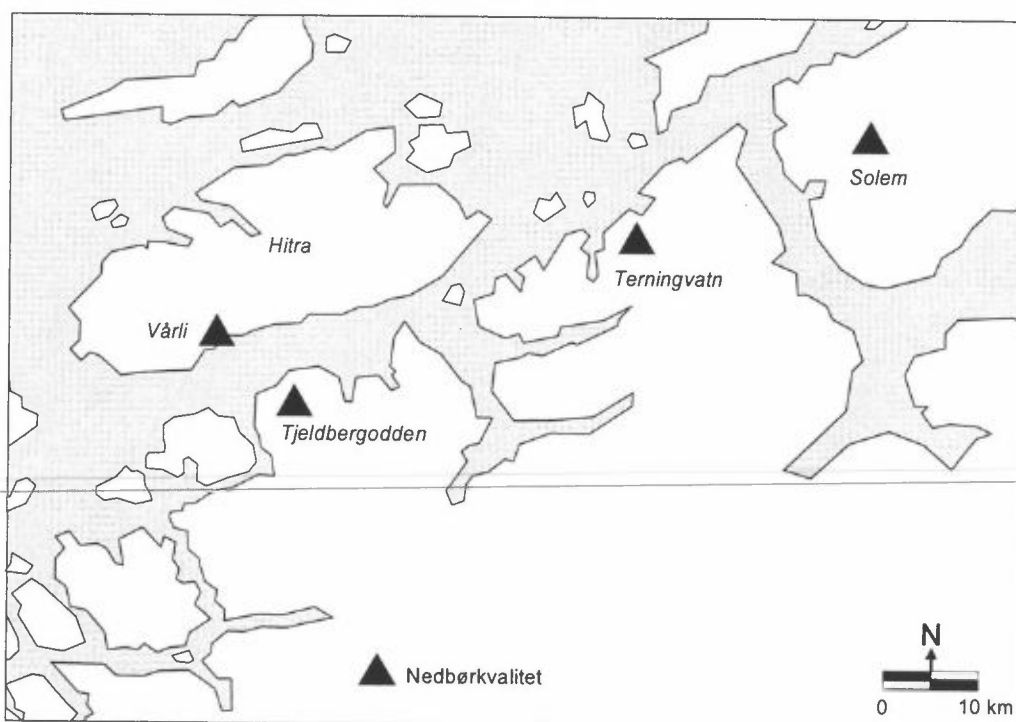 Solem
Hitra
Terningvatn
Vårli
Tjeldbergodden
N
Nedbørkvalitet
0 10 km